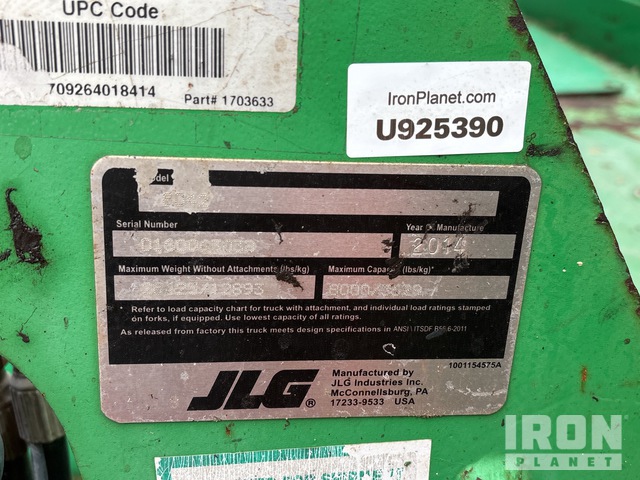 UPC Code
709264018414
Part# 1703633
IronPlanet.com
U925390
Serial Number
Year Manufacture
2014
Maximum Weight Without Attachments (lbs/kg)
Maximum Capacity (lbs/kg)*
* Refer to load capacity chart for truck with attachment, and individual load ratings stamped
on forks, if equipped. Use lowest capacity of all ratings.
As released from factory this truck meets design specifications in ANSI / ITSDF B56.6-2011
JLG ®
Manufactured by
JLG Industries Inc.
McConnellsburg, PA
17233-9533 USA
1001154575A
IRON
PLANET